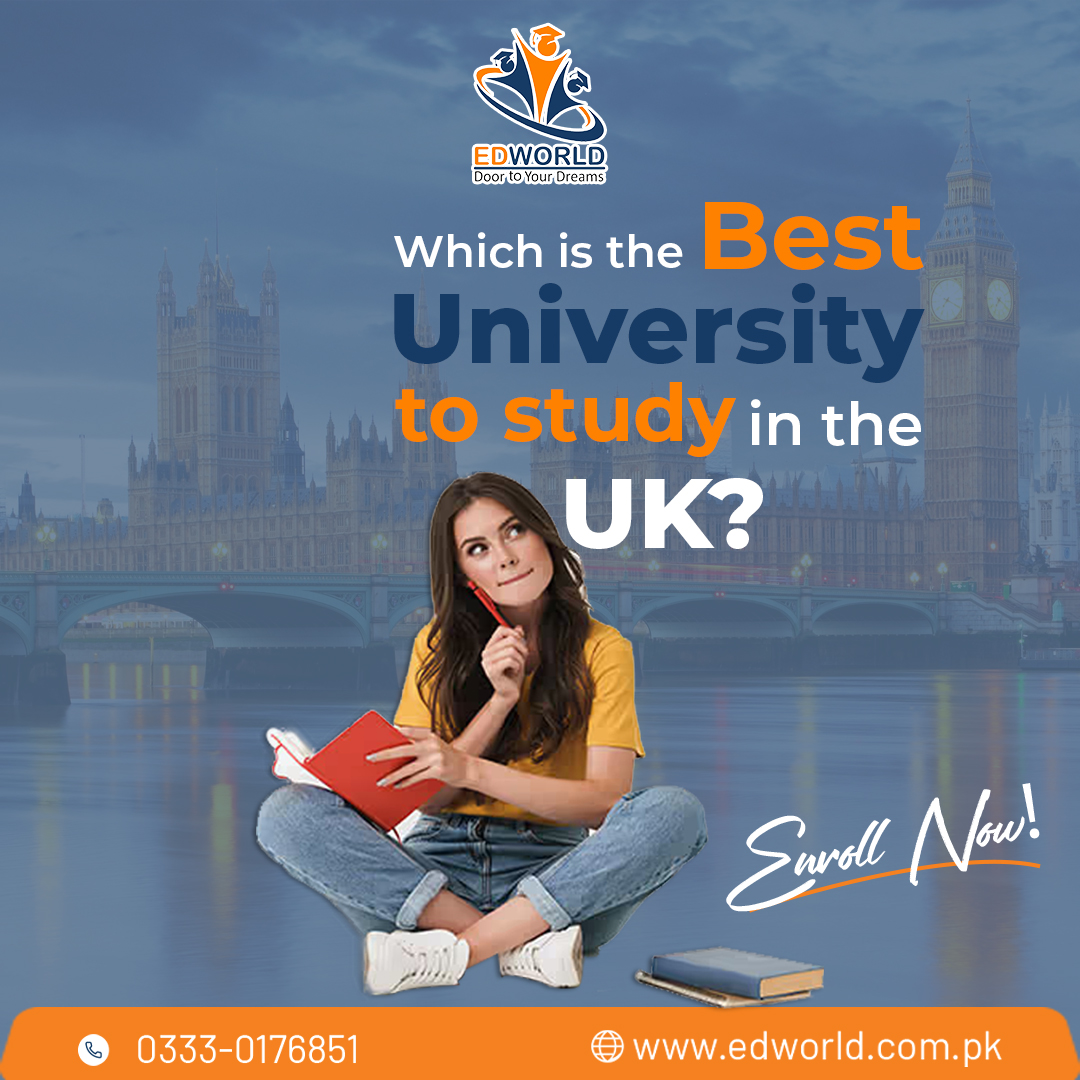 EDWORLD
Door to Your Dreams
Which is the Best
University
to study in the
UK?
Enroll Now!
0333-0176851
www.edworld.com.pk